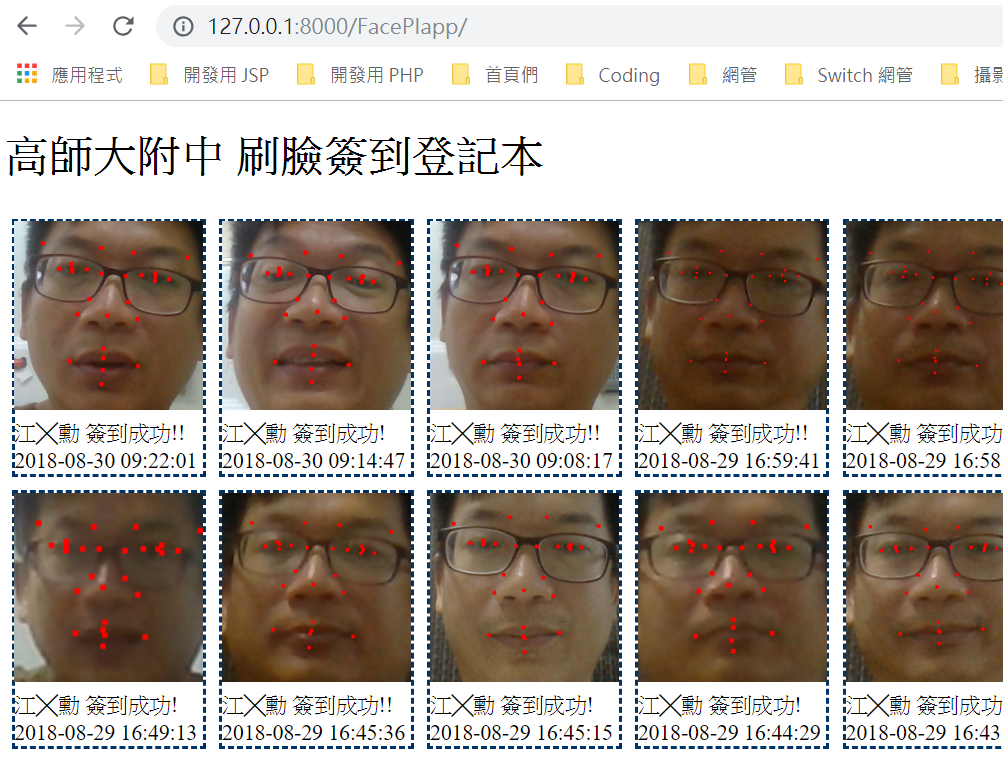 127.0.0.1:8000/FacePlapp/
應用程式 開發用 JSP 開發用 PHP 首頁們 Coding 網管 Switch 網管 攝影
高師大附中 刷臉簽到登記本
江╳勳 簽到成功!! 江╳勳 簽到成功! 江╳勳 簽到成功!! 江╳勳 簽到成功!! 江╳勳 簽到成功
2018-08-30 09:22:01 2018-08-30 09:14:47 2018-08-30 09:08:17 2018-08-29 16:59:41 2018-08-29 16:58
江╳勳 簽到成功! 江╳勳 簽到成功!! 江╳勳 簽到成功! 江╳勳 簽到成功! 江╳勳 簽到成功
2018-08-29 16:49:13 2018-08-29 16:45:36 2018-08-29 16:45:15 2018-08-29 16:44:29 2018-08-29 16:43